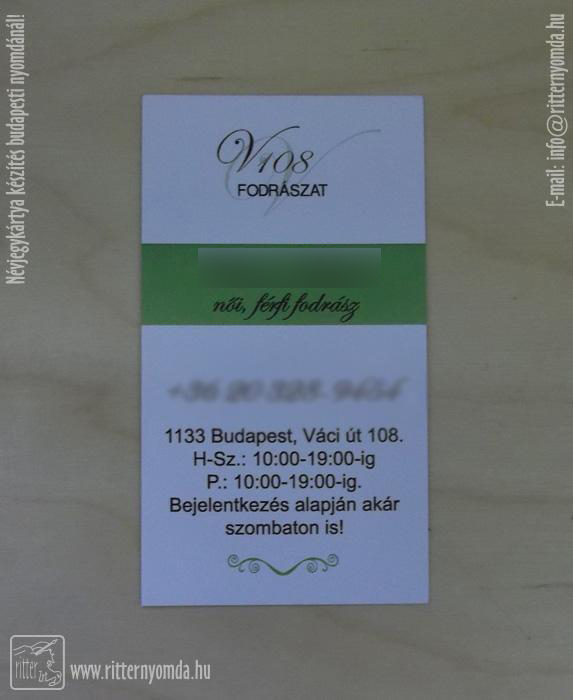 Névjegykártya készítés budapesti nyomdánál!
E-mail: info@ritternyomda.hu
V108
FODRÁSZAT
női, férfi fodrász
1133 Budapest, Váci út 108.
H-Sz.: 10:00-19:00-ig
P.: 10:00-19:00-ig.
Bejelentkezés alapján akár
szombaton is!
ritter
www.ritternyomda.hu